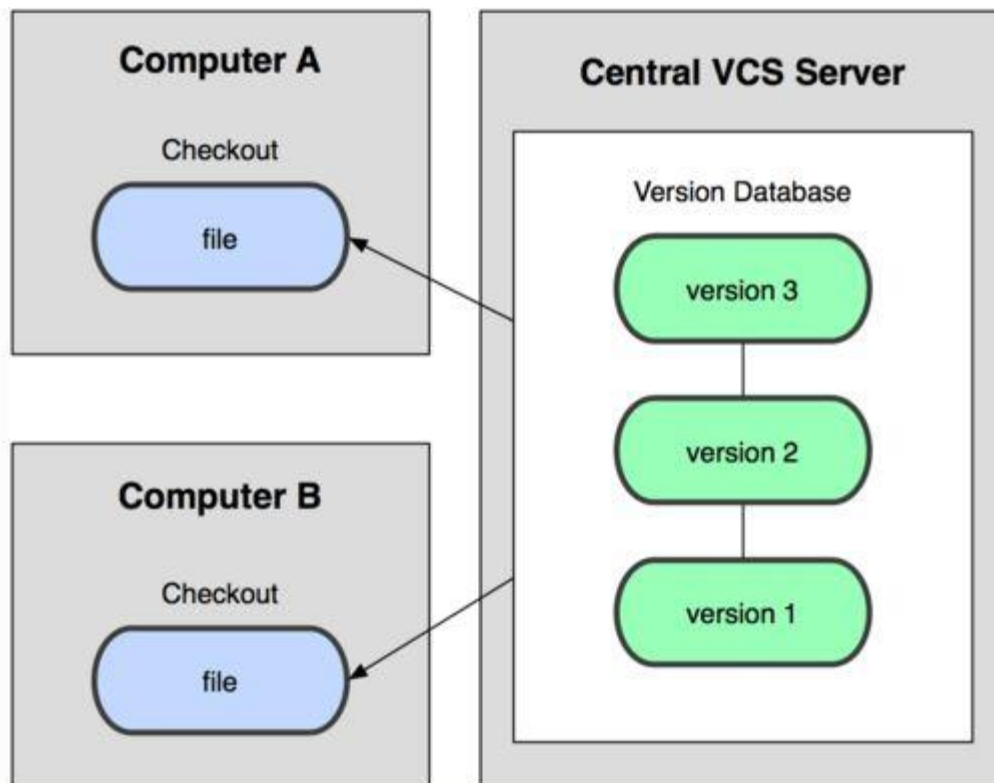 Computer A
Checkout
file
Computer B
Checkout
file
Central VCS Server
Version Database
version 3
version 2
version 1